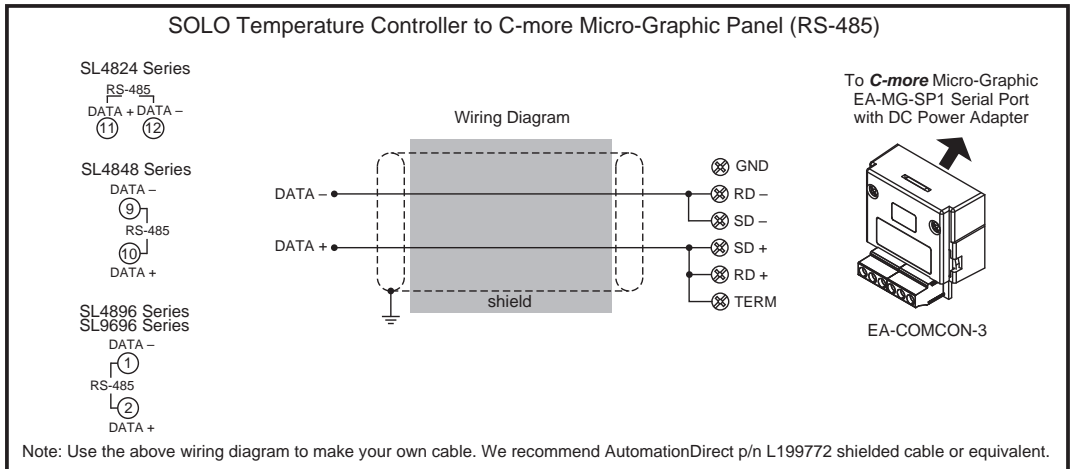 SOLO Temperature Controller to C-more Micro-Graphic Panel (RS-485)
SL4824 Series
RS-485
DATA + DATA –
11 12
SL4848 Series
DATA –
9
RS-485
10
DATA +
SL4896 Series
SL9696 Series
DATA –
1
RS-485
2
DATA +
Wiring Diagram
DATA –
DATA +
shield
GND
RD –
SD –
SD +
RD +
TERM
To C-more Micro-Graphic
EA-MG-SP1 Serial Port
with DC Power Adapter
EA-COMCON-3
Note: Use the above wiring diagram to make your own cable. We recommend AutomationDirect p/n L199772 shielded cable or equivalent.